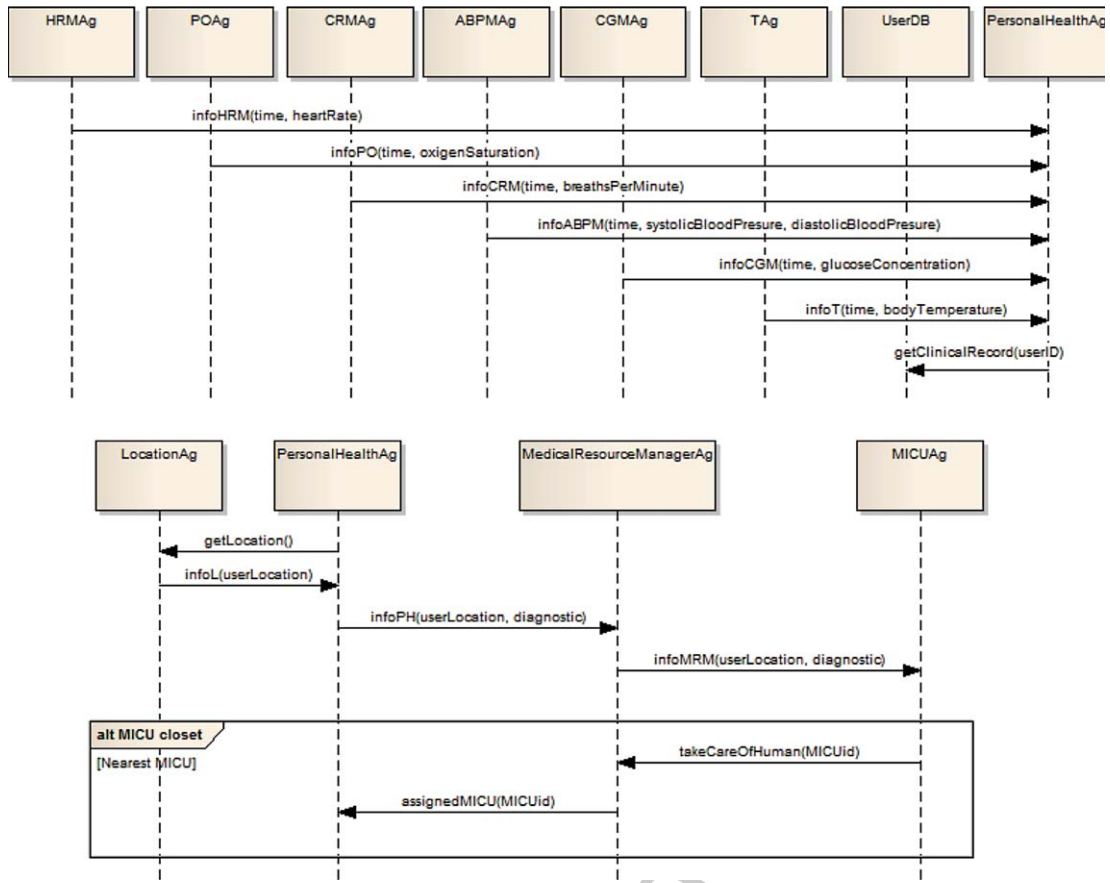 HRMAg
POAg
CRMAg
ABPMAg
CGMAg
TAg
UserDB
PersonalHealthAg
infoHRM(time, heartRate)
infoPO(time, oxigenSaturation)
infoCRM(time, breathsPerMinute)
infoABPM(time, systolicBloodPresure, diastolicBloodPresure)
infoCGM(time, glucoseConcentration)
infoT(time, bodyTemperature)
getClinicalRecord(userID)
LocationAg
PersonalHealthAg
MedicalResourceManagerAg
MICUAg
getLocation()
infoL(userLocation)
infoPH(userLocation, diagnostic)
infoMRM(userLocation, diagnostic)
alt MICU closet
[Nearest MICU]
takeCareOfHuman(MICUid)
assignedMICU(MICUid)